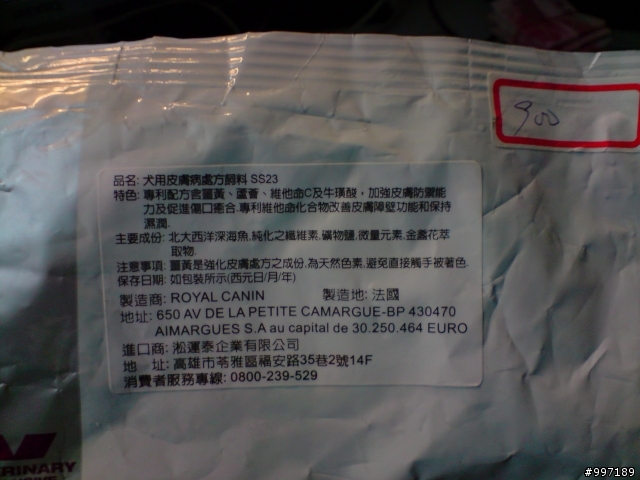 900
品名: 犬用皮膚病處方飼料 SS23
特色: 專利配方含薑黃、蘆薈、維他命C及牛磺酸，加強皮膚防禦能
力及促進傷口癒合.專利維他命化合物改善皮膚障壁功能和保持
濕潤.
主要成份: 北大西洋深海魚,純化之纖維素,礦物鹽,微量元素,金盞花萃
取物.
注意事項: 薑黃是強化皮膚處方之成份,為天然色素,避免直接觸手被著色.
保存日期: 如包裝所示(西元日/月/年)
製造商: ROYAL CANIN 製造地: 法國
地址: 650 AV DE LA PETITE CAMARGUE-BP 430470
AIMARGUES S.A au capital de 30.250.464 EURO
進口商: 淞運泰企業有限公司
地 址: 高雄市苓雅區福安路35巷2號14F
消費者服務專線: 0800-239-529
ERINARY
#997189